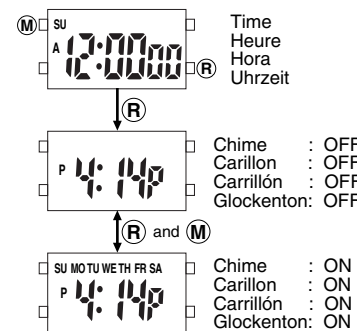 M SU
A 12:00 00
R
Time
Heure
Hora
Uhrzeit
R
P 4:14P
Chime : OFF
Carillon : OFF
Carrillón : OFF
Glockenton: OFF
R and M
SU MO TU WE TH FR SA
P 4:14P
Chime : ON
Carillon : ON
Carrillón : ON
Glockenton: ON